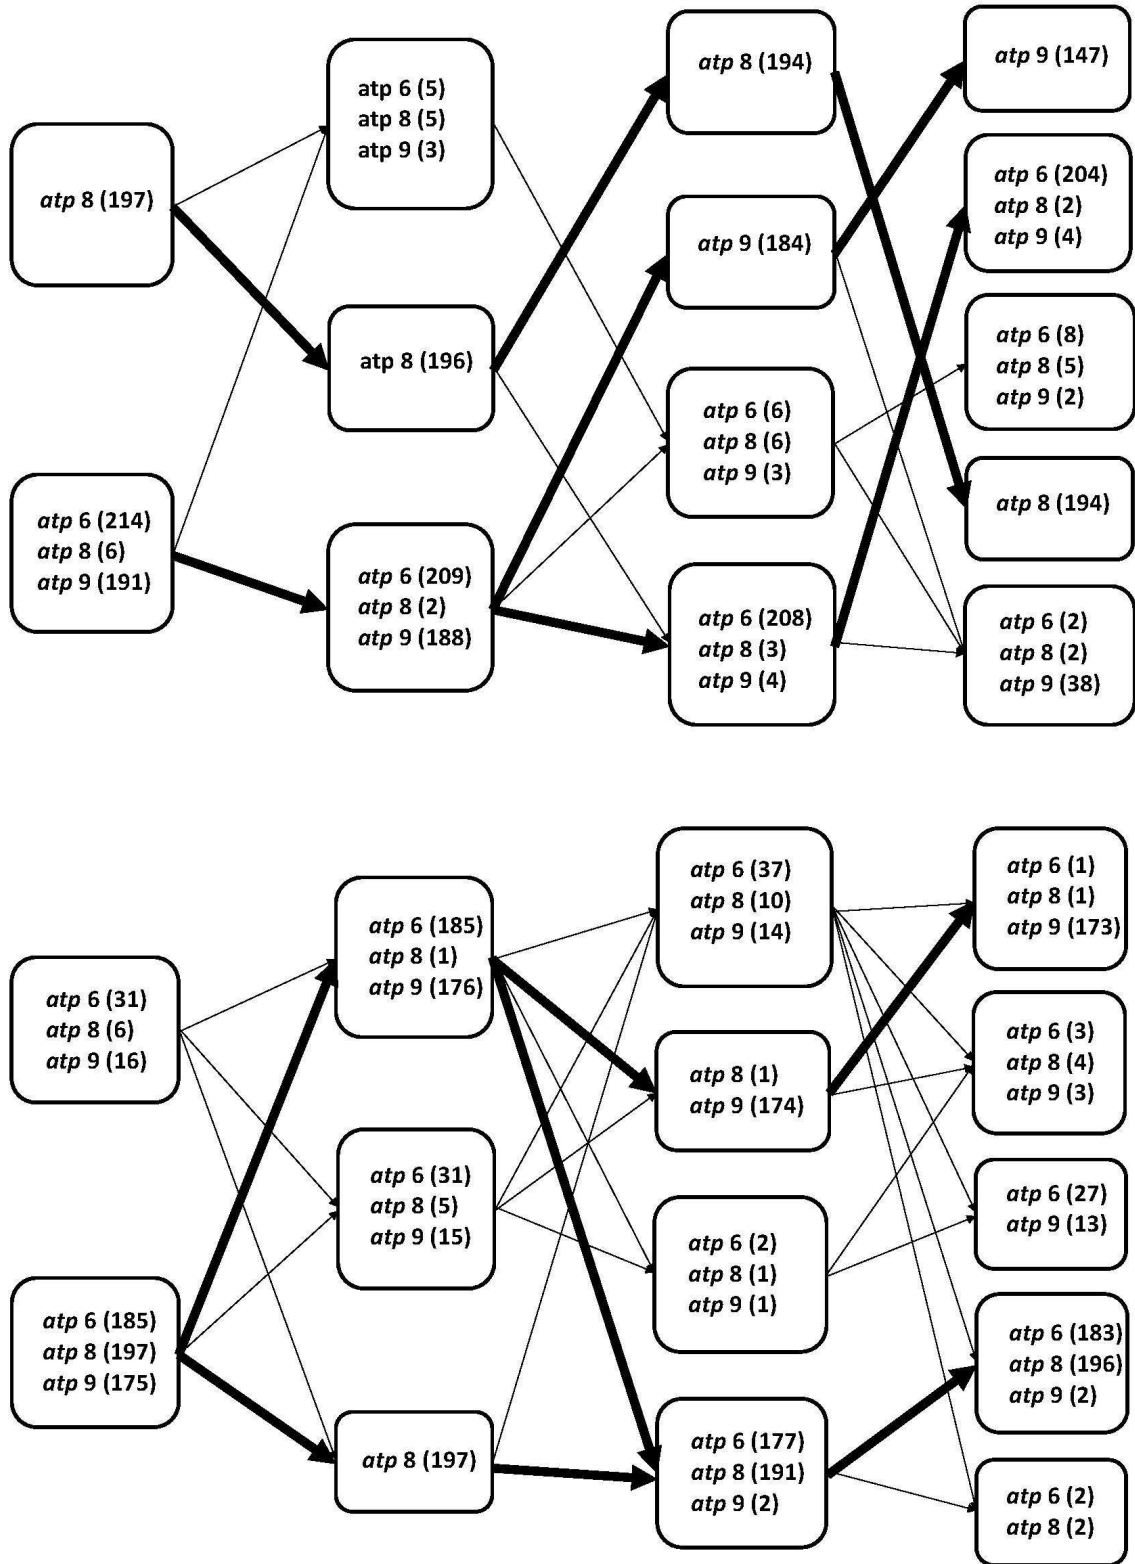 atp 8 (197)
atp 6 (214)
atp 8 (6)
atp 9 (191)
atp 6 (5)
atp 8 (5)
atp 9 (3)
atp 8 (196)
atp 6 (209)
atp 8 (2)
atp 9 (188)
atp 8 (194)
atp 9 (184)
atp 6 (6)
atp 8 (6)
atp 9 (3)
atp 6 (208)
atp 8 (3)
atp 9 (4)
atp 9 (147)
atp 6 (204)
atp 8 (2)
atp 9 (4)
atp 6 (8)
atp 8 (5)
atp 9 (2)
atp 8 (194)
atp 6 (2)
atp 8 (2)
atp 9 (38)
atp 6 (31)
atp 8 (6)
atp 9 (16)
atp 6 (185)
atp 8 (197)
atp 9 (175)
atp 6 (185)
atp 8 (1)
atp 9 (176)
atp 6 (31)
atp 8 (5)
atp 9 (15)
atp 8 (197)
atp 6 (37)
atp 8 (10)
atp 9 (14)
atp 8 (1)
atp 9 (174)
atp 6 (2)
atp 8 (1)
atp 9 (1)
atp 6 (177)
atp 8 (191)
atp 9 (2)
atp 6 (1)
atp 8 (1)
atp 9 (173)
atp 6 (3)
atp 8 (4)
atp 9 (3)
atp 6 (27)
atp 9 (13)
atp 6 (183)
atp 8 (196)
atp 9 (2)
atp 6 (2)
atp 8 (2)